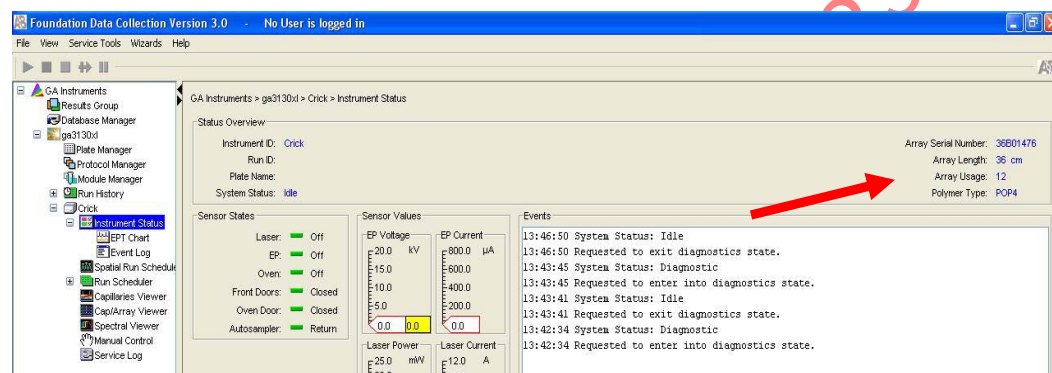 Foundation Data Collection Version 3.0 - No User is logged in
File View Service Tools Wizards Help
GA Instruments
Results Group
Database Manager
ga3130xl
Plate Manager
Protocol Manager
Module Manager
Run History
Crick
Instrument Status
EPT Chart
Event Log
Spatial Run Schedule
Run Scheduler
Capillaries Viewer
Cap/Array Viewer
Spectral Viewer
Manual Control
Service Log
GA Instruments > ga3130xl > Crick > Instrument Status
Status Overview
Instrument ID: Crick
Run ID:
Plate Name:
System Status: Idle
Array Serial Number: 36B01476
Array Length: 36 cm
Array Usage: 12
Polymer Type: POP4
Sensor States
Laser: Off
EP: Off
Oven: Off
Front Doors: Closed
Oven Door: Closed
Autosampler: Return
Sensor Values
EP Voltage
20.0 kV
15.0
10.0
5.0
0.0 0.0
EP Current
800.0 µA
600.0
400.0
200.0
0.0
Laser Power
25.0 mW
Laser Current
12.0 A
Events
13:46:50 System Status: Idle
13:46:50 Requested to exit diagnostics state.
13:43:45 System Status: Diagnostic
13:43:45 Requested to enter into diagnostics state.
13:43:41 System Status: Idle
13:43:41 Requested to exit diagnostics state.
13:42:34 System Status: Diagnostic
13:42:34 Requested to enter into diagnostics state.